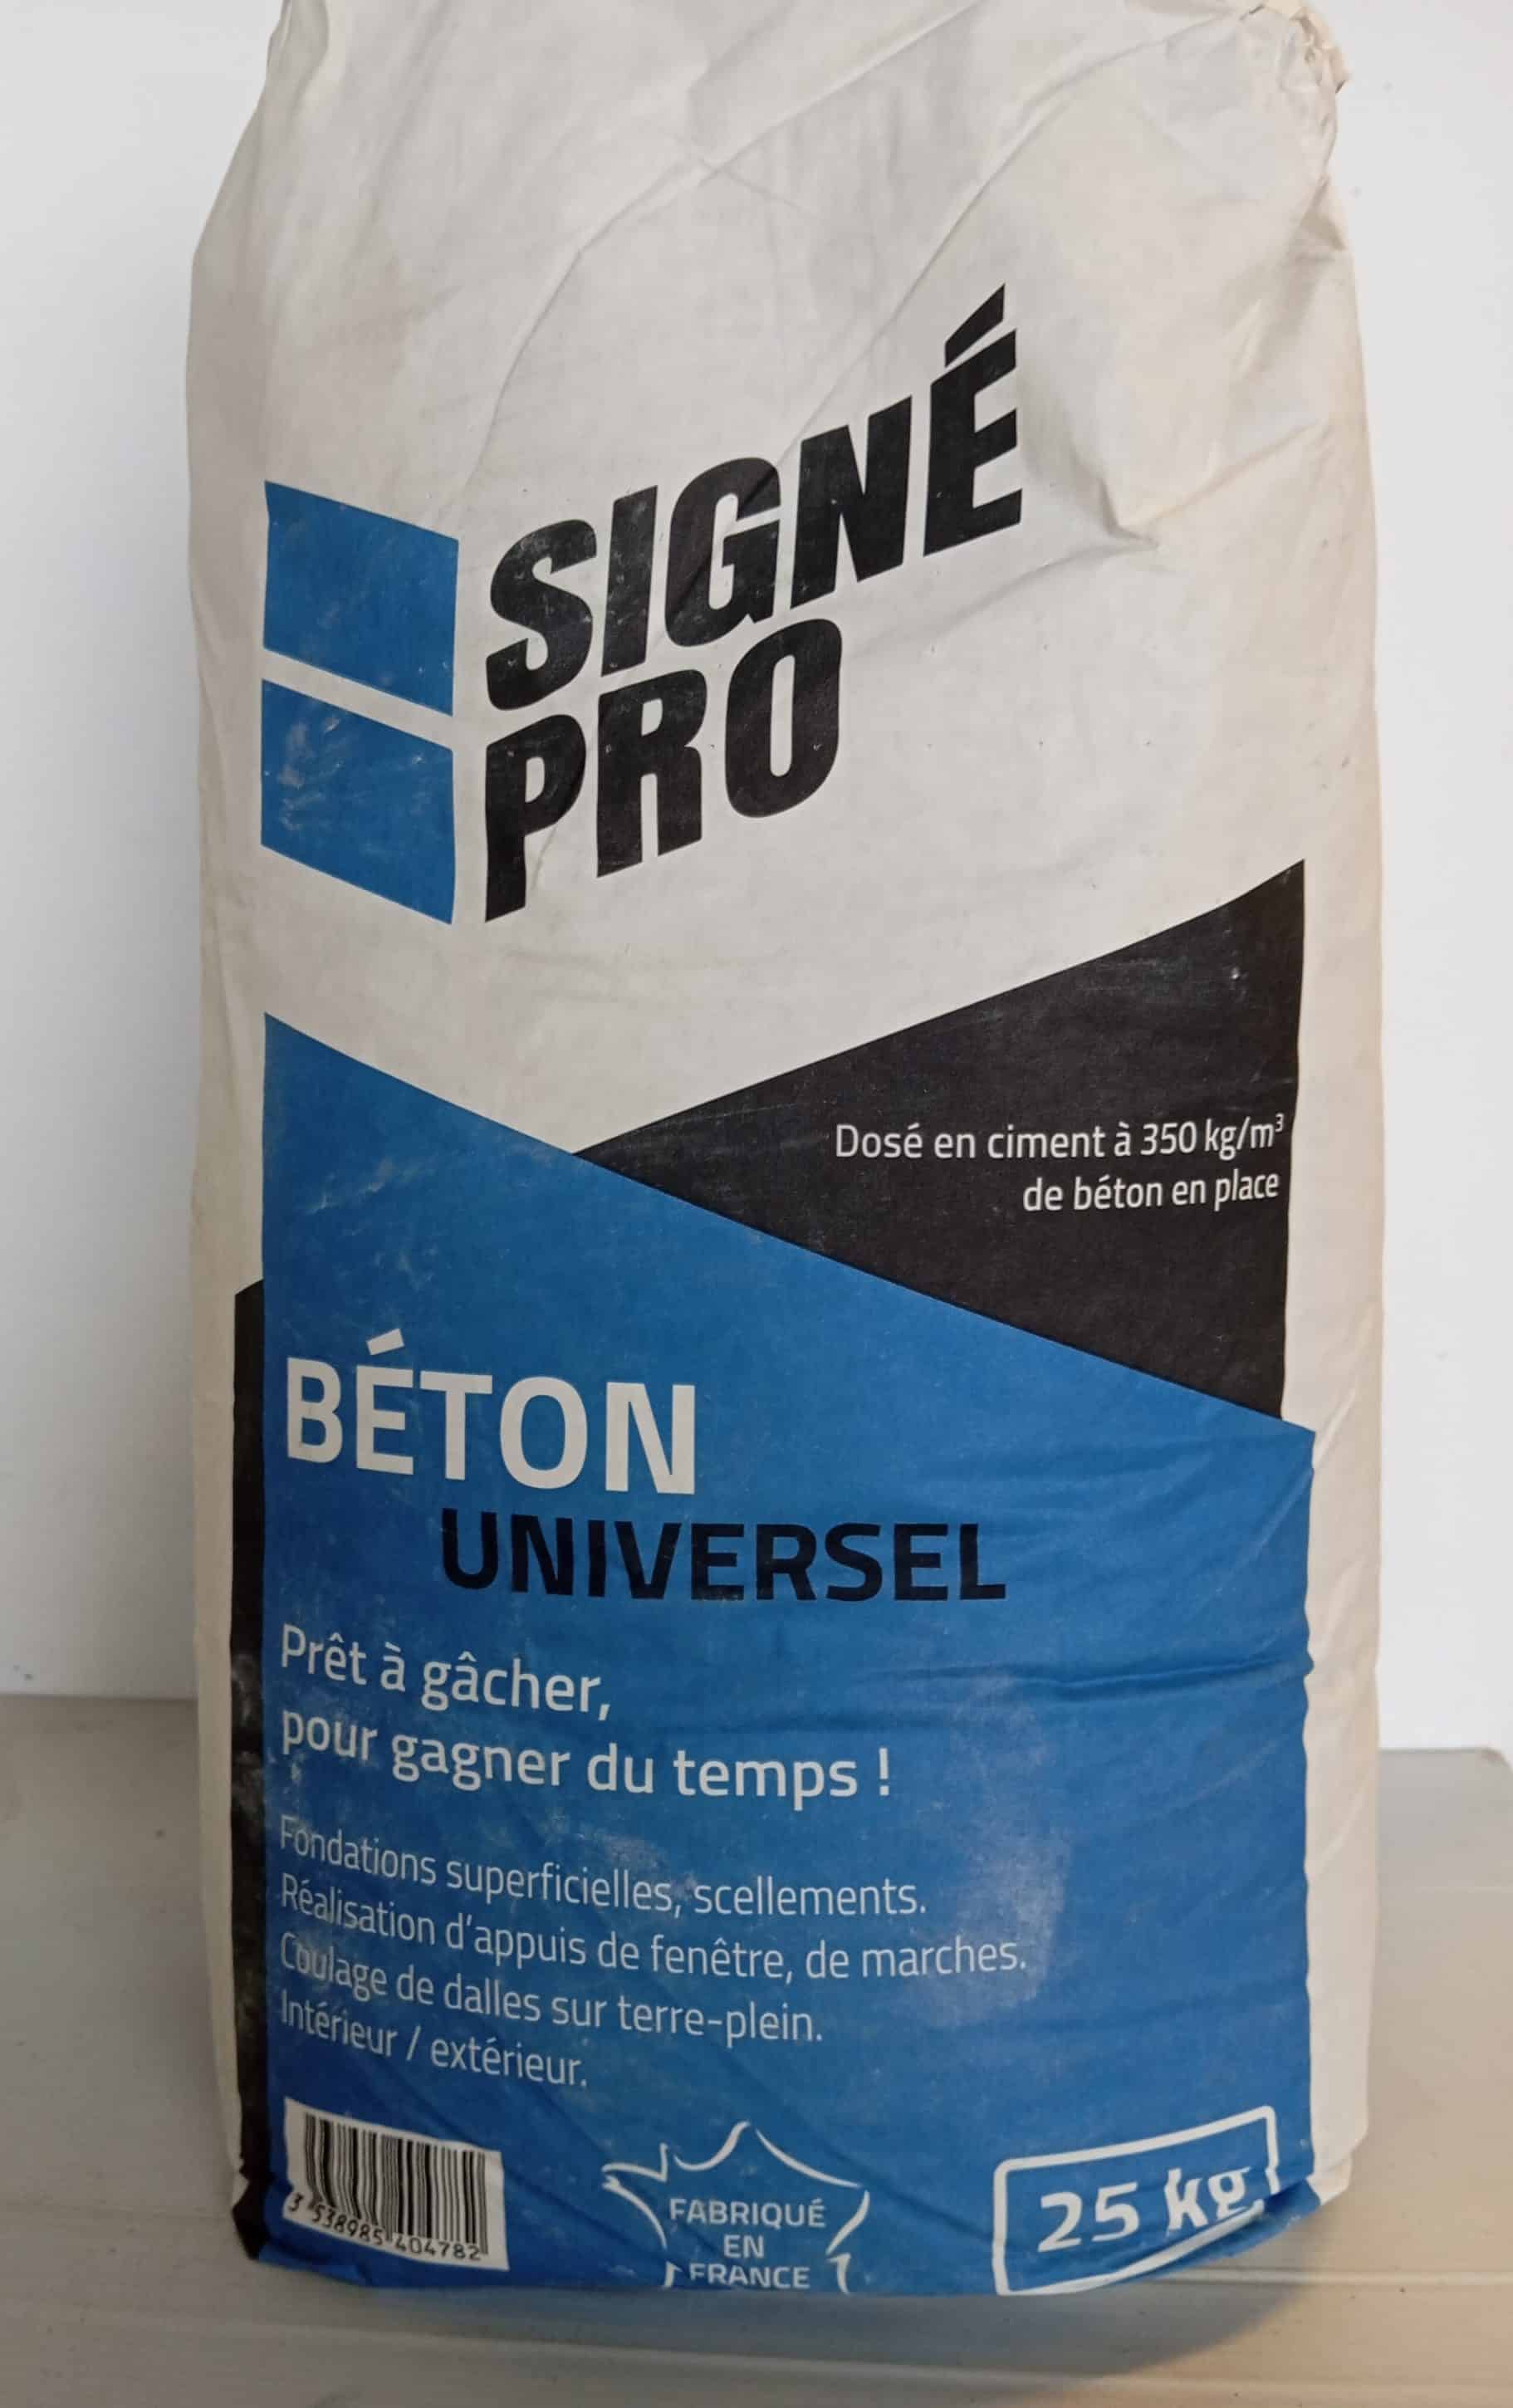 SIGNÉ
PRO
Dosé en ciment à 350 kg/m³
de béton en place
BÉTON
UNIVERSEL
Prêt à gâcher,
pour gagner du temps !
Fondations superficielles, scellements.
Réalisation d'appuis de fenêtre, de marches.
Coulage de dalles sur terre-plein.
Intérieur / extérieur.
3 538985 404782
FABRIQUÉ
EN
FRANCE
25 kg